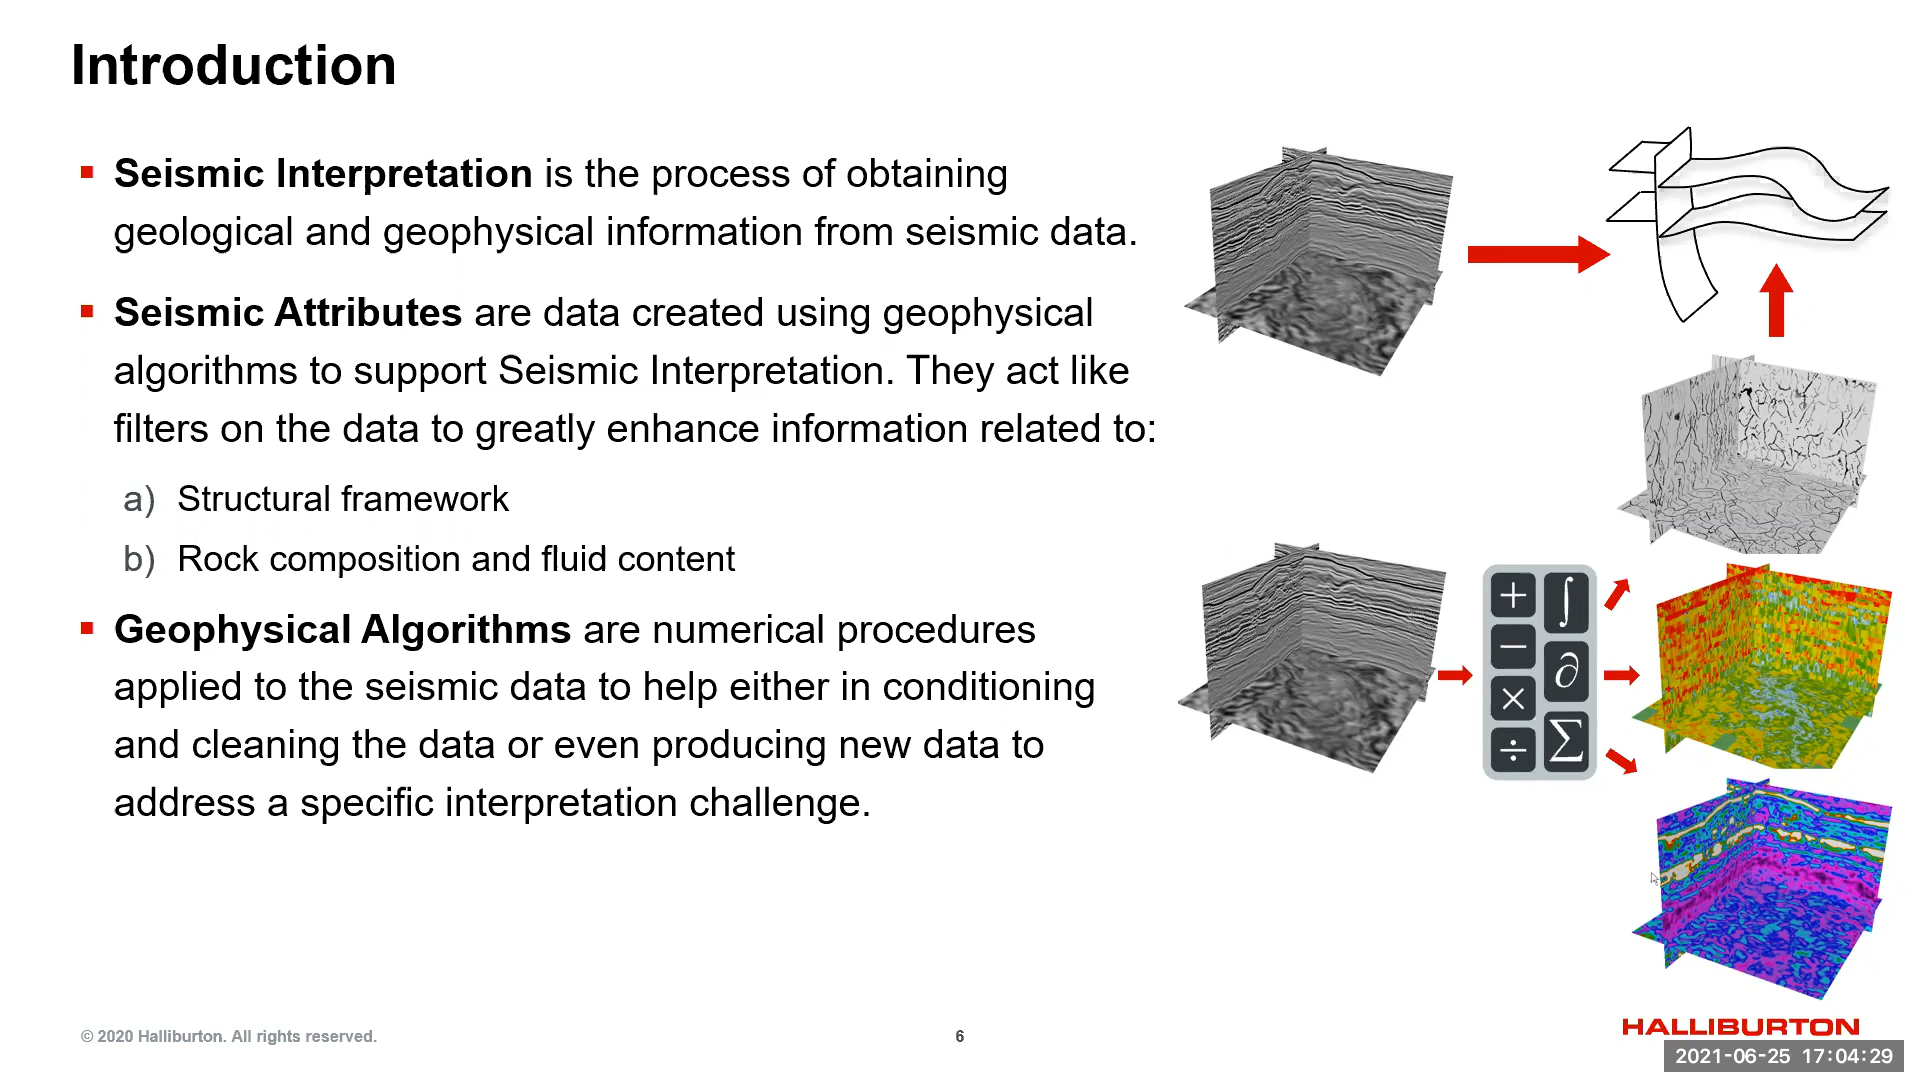 Introduction
▪ Seismic Interpretation is the process of obtaining
geological and geophysical information from seismic data.
▪ Seismic Attributes are data created using geophysical
algorithms to support Seismic Interpretation. They act like
filters on the data to greatly enhance information related to:
a) Structural framework
b) Rock composition and fluid content
▪ Geophysical Algorithms are numerical procedures
applied to the seismic data to help either in conditioning
and cleaning the data or even producing new data to
address a specific interpretation challenge.
+ ∫
−
∂
×
÷ Σ
© 2020 Halliburton. All rights reserved.
6
HALLIBURTON
2021-06-25 17:04:29